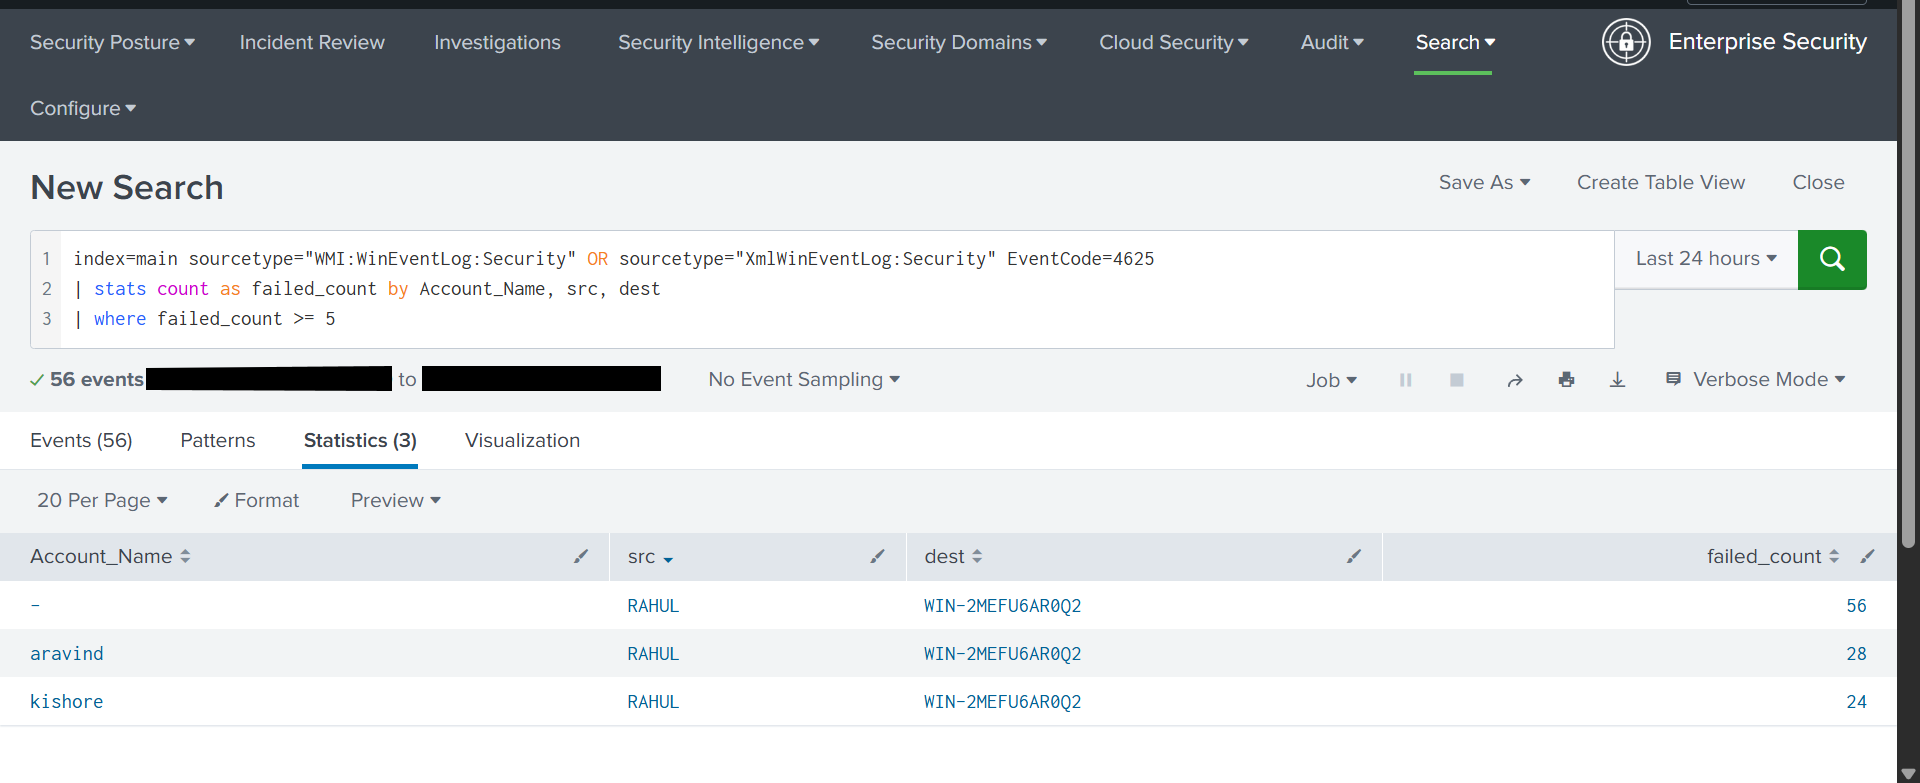 Security Posture Incident Review Investigations Security Intelligence Security Domains Cloud Security Audit Search Enterprise Security
Configure
New Search
Save As Create Table View Close
1 index=main sourcetype="WMI:WinEventLog:Security" OR sourcetype="XmlWinEventLog:Security" EventCode=4625
2 | stats count as failed_count by Account_Name, src, dest
3 | where failed_count >= 5
Last 24 hours
56 events to No Event Sampling Job Verbose Mode
Events (56) Patterns Statistics (3) Visualization
20 Per Page Format Preview
Account_Name src dest failed_count
- RAHUL WIN-2MEFU6AR0Q2 56
aravind RAHUL WIN-2MEFU6AR0Q2 28
kishore RAHUL WIN-2MEFU6AR0Q2 24